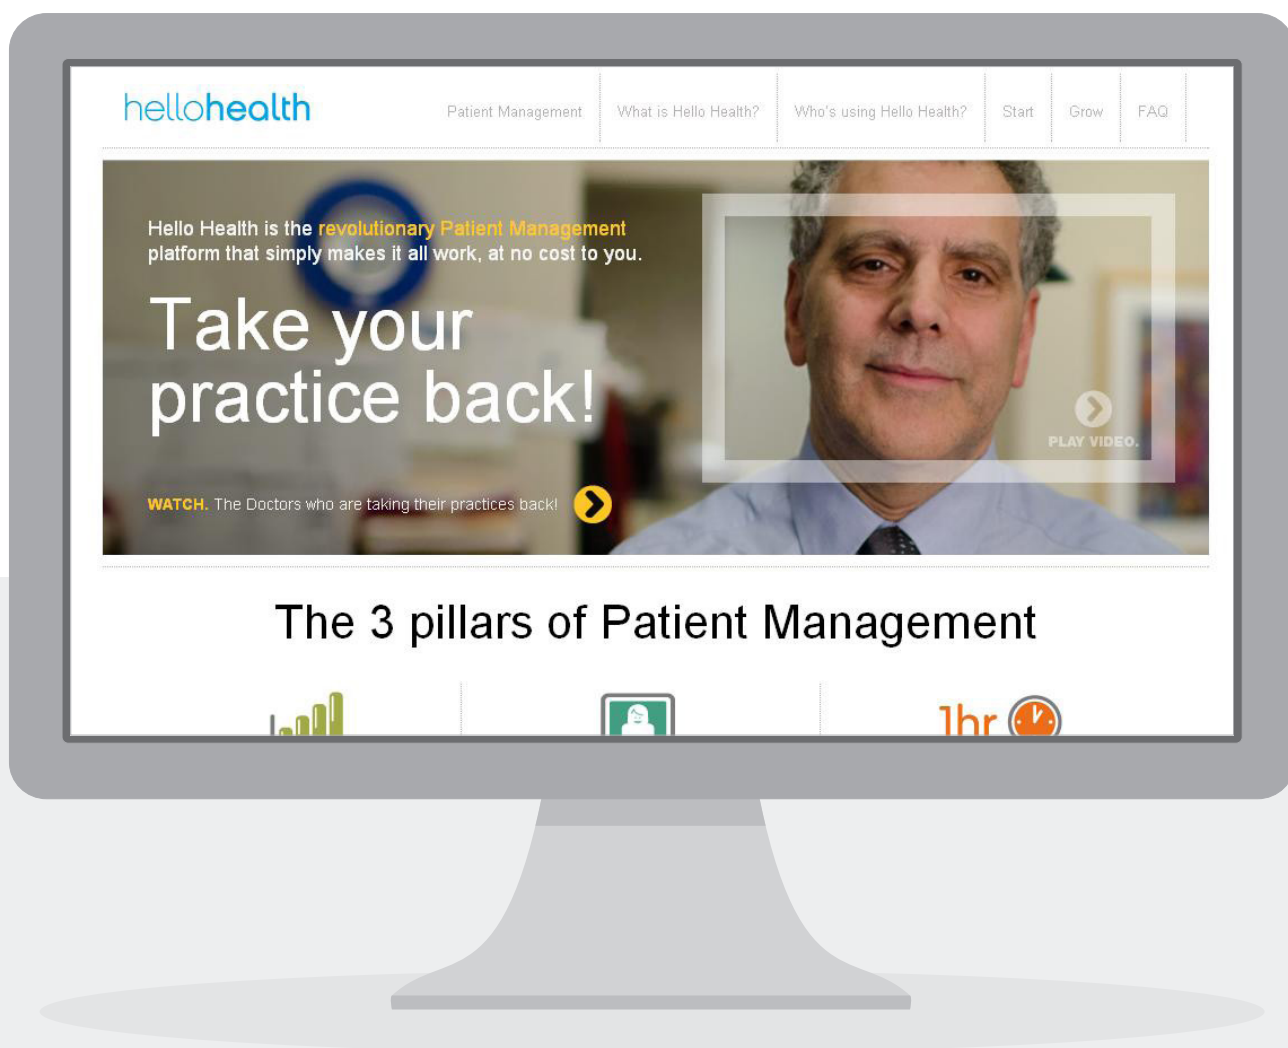 hellohealth
Patient Management
What is Hello Health?
Who's using Hello Health?
Start
Grow
FAQ
Hello Health is the revolutionary Patient Management
platform that simply makes it all work, at no cost to you.
Take your
practice back!
PLAY VIDEO.
WATCH. The Doctors who are taking their practices back!
The 3 pillars of Patient Management
1hr